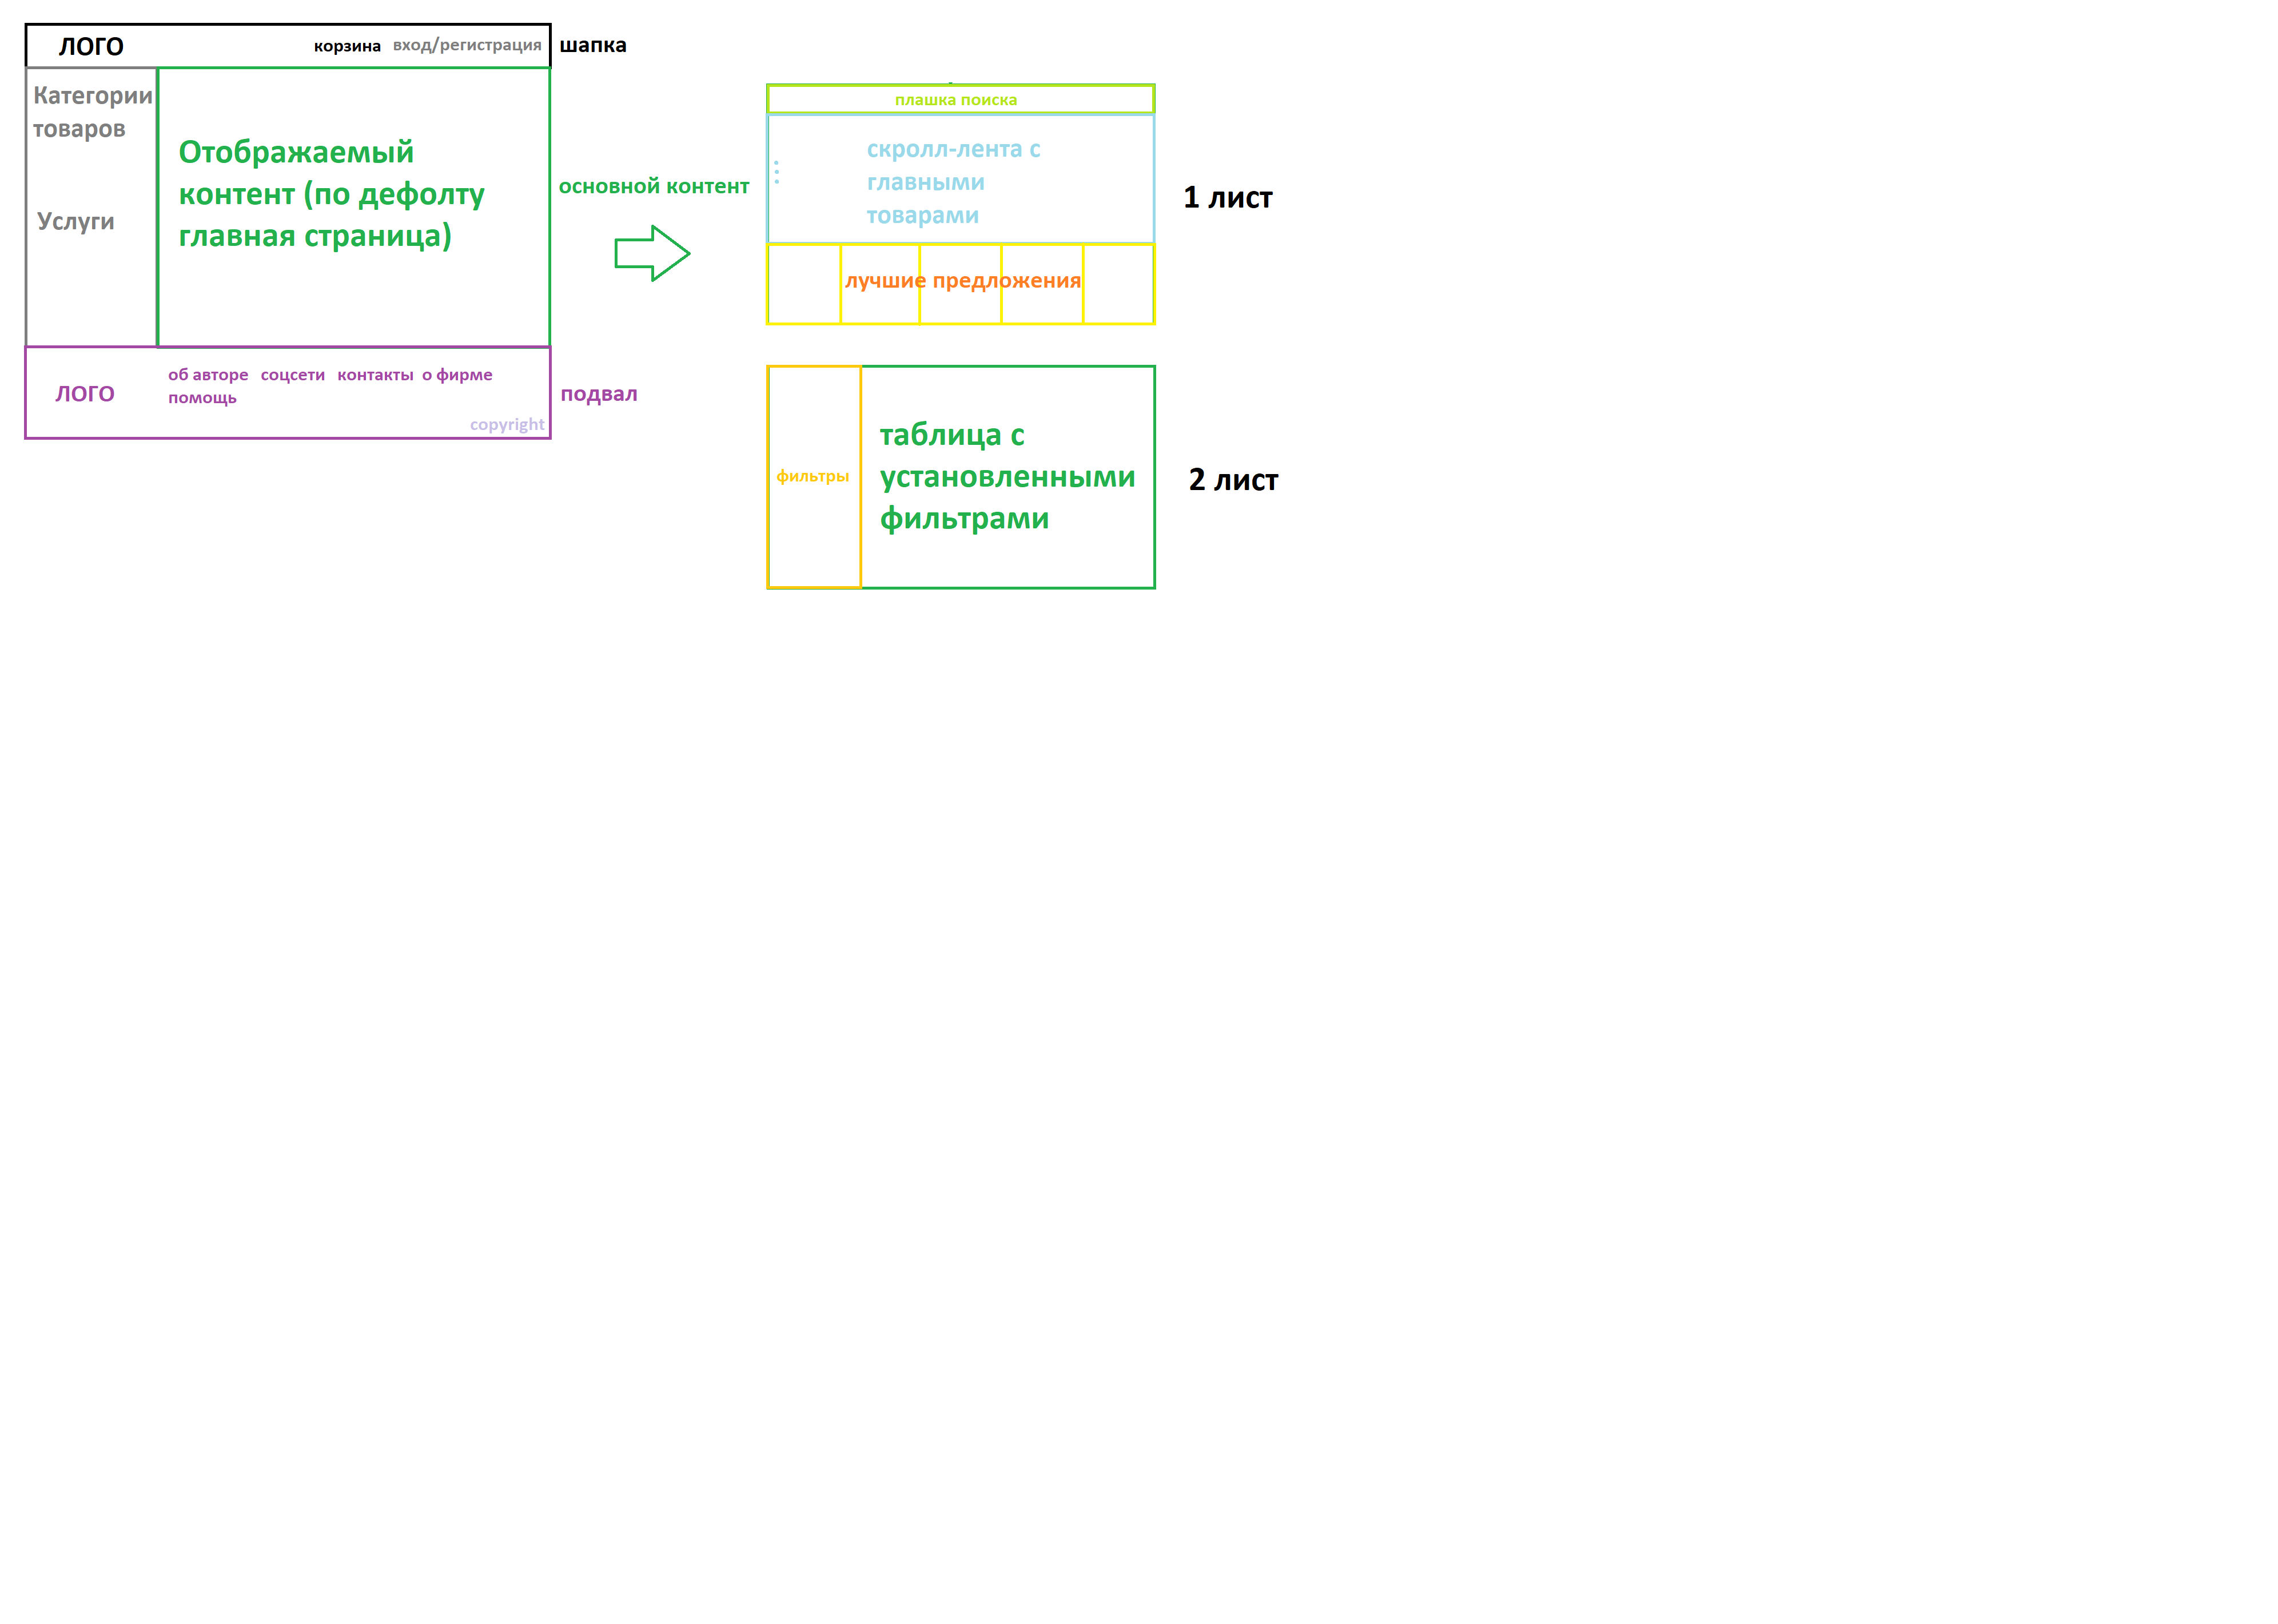 ЛОГО
корзина
вход/регистрация
шапка
Категории
товаров
Услуги
Отображаемый
контент (по дефолту
главная страница)
основной контент
ЛОГО
об авторе соцсети контакты о фирме
помощь
copyright
подвал
плашка поиска
скролл-лента с
главными
товарами
лучшие предложения
1 лист
фильтры
таблица с
установленными
фильтрами
2 лист